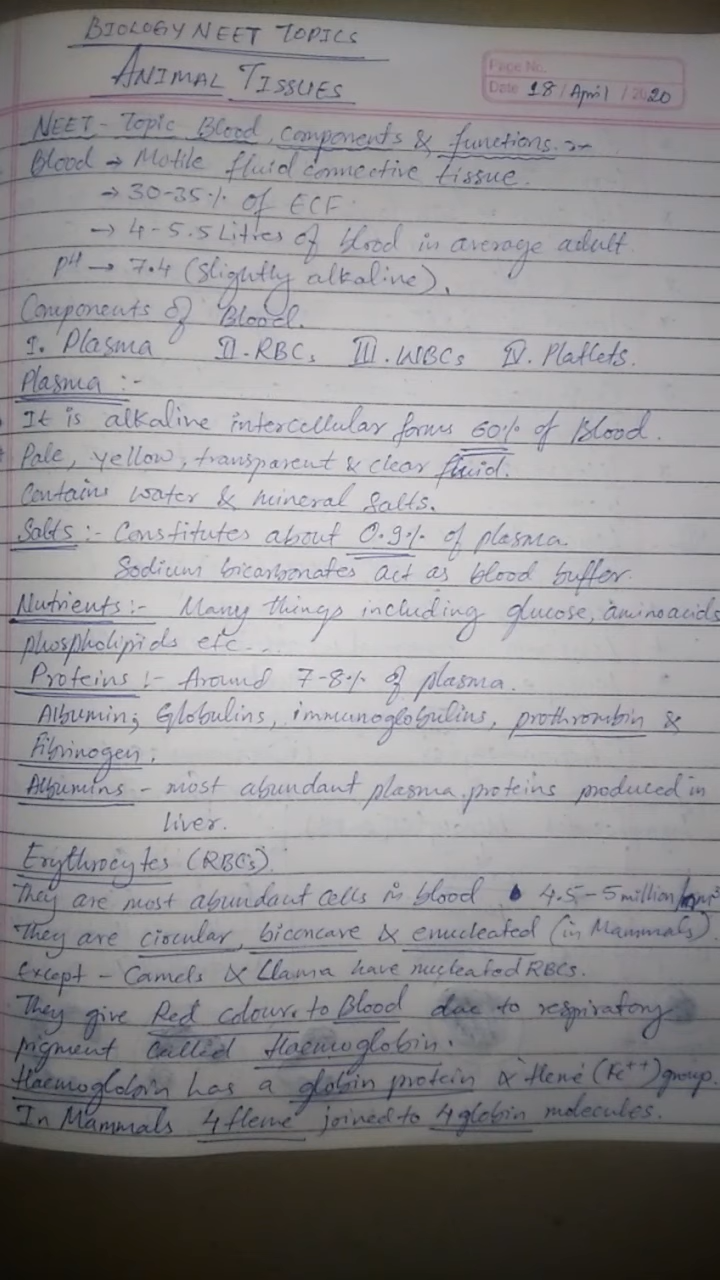 BIOLOGY NEET TOPICS
ANIMAL TISSUES
Page No.
Date 18 / April / 2020
NEET - Topic Blood, components & functions :-
Blood → Motile fluid connective tissue.
→ 30-35% of ECF.
→ 4-5.5 Litres of blood in average adult.
pH → 7.4 (Slightly alkaline).
Components of Blood.
I. Plasma II. RBCs III. WBCs IV. Platlets.
Plasma :-
It is alkaline intercellular forms 60% of Blood.
Pale, yellow, transparent & clear fluid.
Contains water & mineral salts.
Salts :- Constitutes about 0.9% of plasma.
Sodium bicarbonates act as blood buffer.
Nutrients :- Many things including glucose, aminoacids
phospholipids etc....
Proteins :- Around 7-8% of plasma.
Albumin; Globulins, immunoglobulins, prothrombin &
Fibrinogen;
Albumins - most abundant plasma proteins produced in
liver.
Erythrocytes (RBCs)
They are most abundant cells in blood 4.5-5 million/mm³
They are circular, biconcave & enucleated (in Mammals)
Except - Camels & Llama have nucleated RBCs.
They give Red colour to Blood due to respiratory
pigment called Haemoglobin.
Haemoglobin has a globin protein & Heme (Fe++) group.
In Mammals 4 Heme joined to 4 globin molecules.